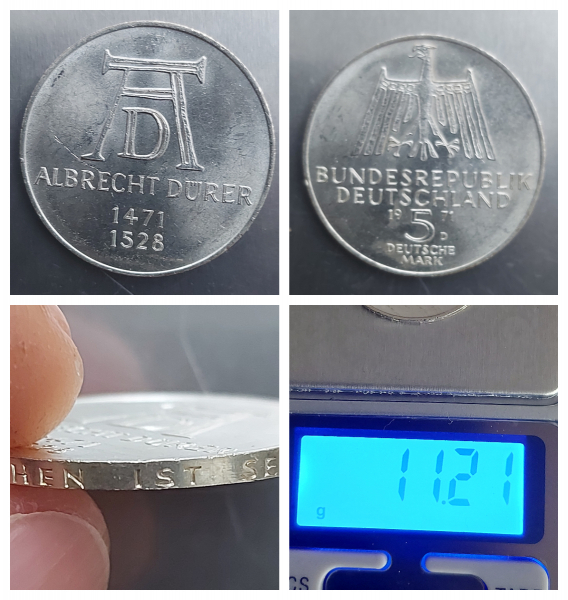 AD
ALBRECHT DÜRER
1471
1528
BUNDESREPUBLIK
DEUTSCHLAND
19 5 71
D
DEUTSCHE
MARK
HEN IST SE
11.21
g